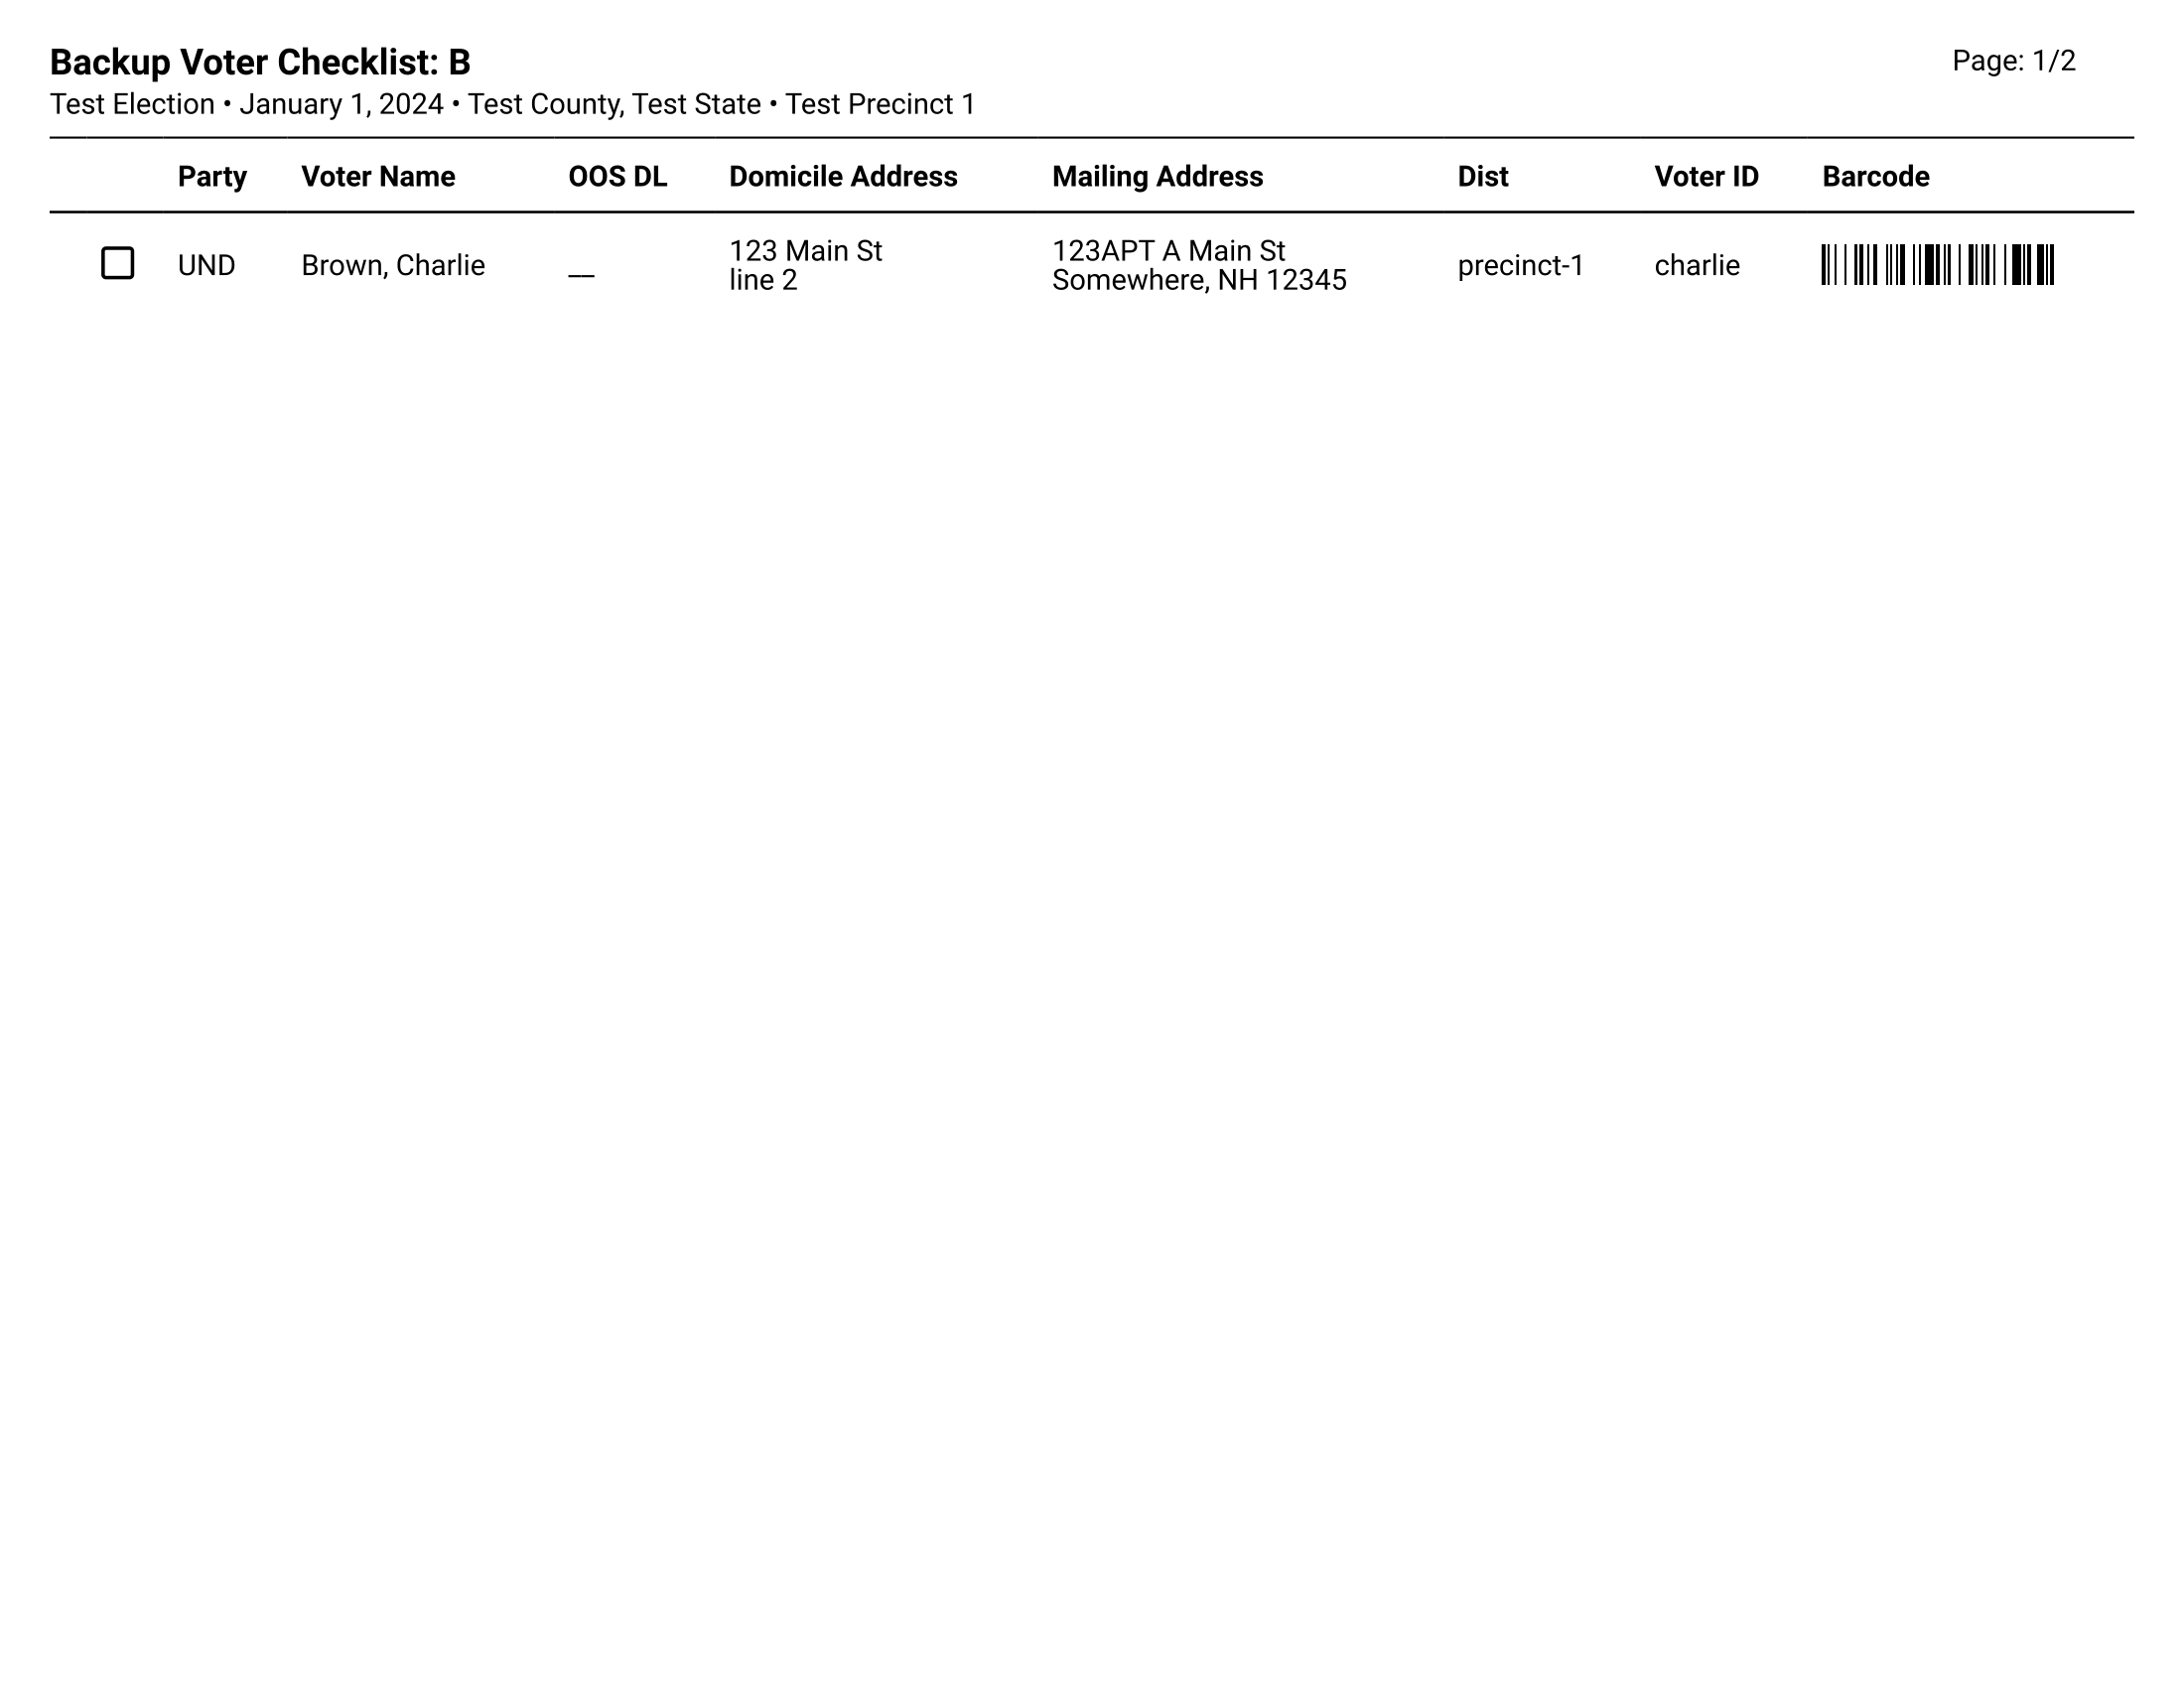 Backup Voter Checklist: B
Page: 1/2
Test Election • January 1, 2024 • Test County, Test State • Test Precinct 1
Party Voter Name OOS DL Domicile Address Mailing Address Dist Voter ID Barcode
UND Brown, Charlie __ 123 Main St 123APT A Main St precinct-1 charlie
line 2 Somewhere, NH 12345